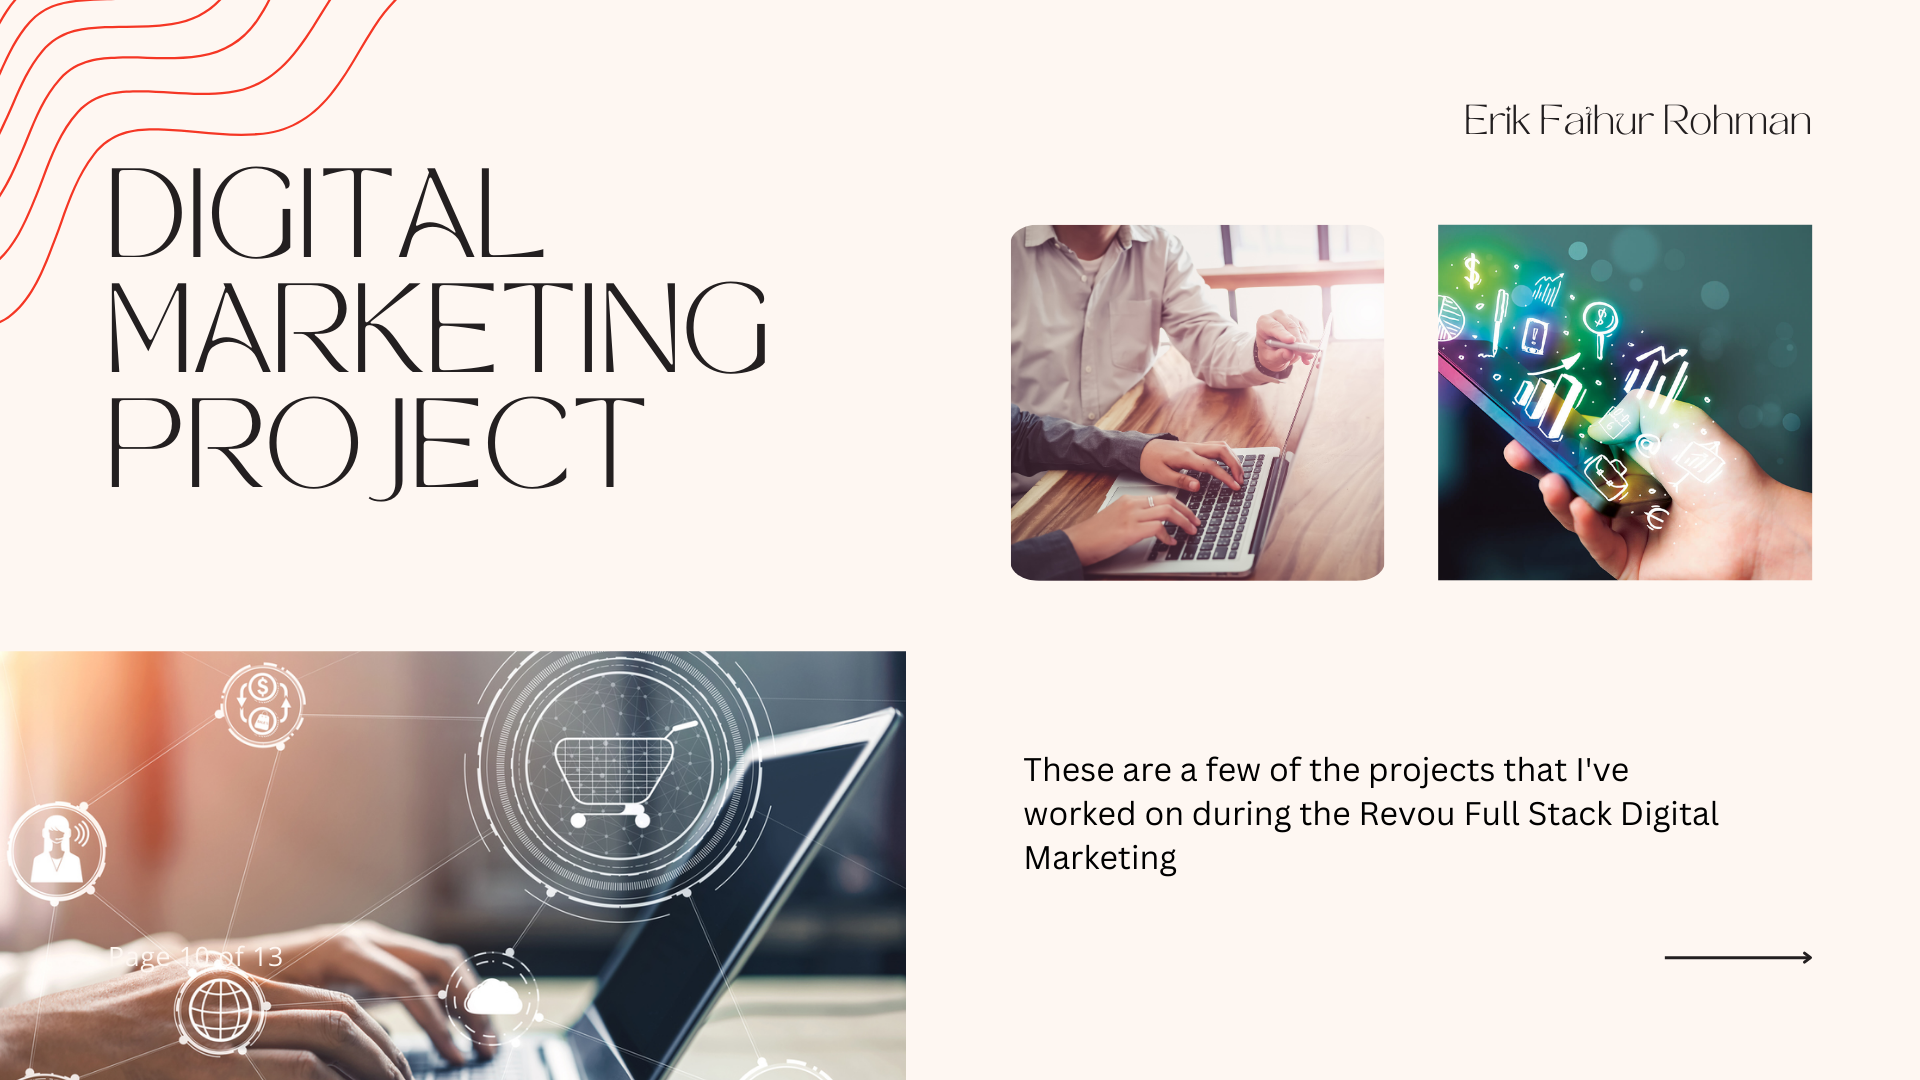 Erik Fathur Rohman
DIGITAL
MARKETING
PROJECT
These are a few of the projects that I've
worked on during the Revou Full Stack Digital
Marketing
Page 10 of 13